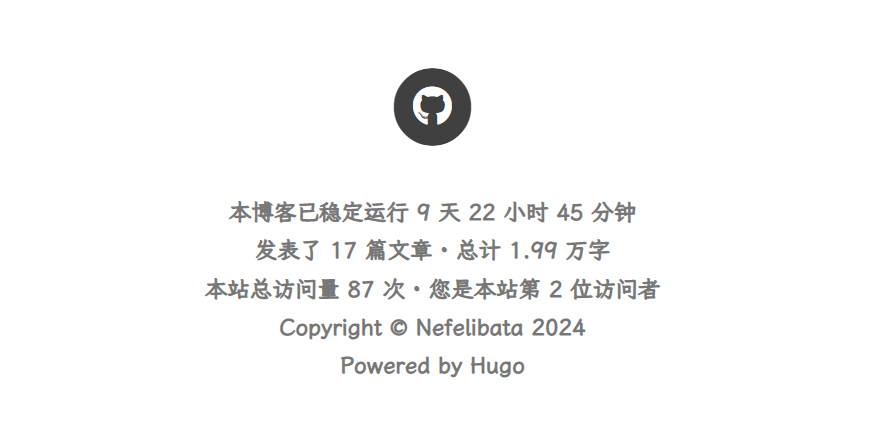 本博客已稳定运行 9 天 22 小时 45 分钟
发表了 17 篇文章 · 总计 1.99 万字
本站总访问量 87 次 · 您是本站第 2 位访问者
Copyright © Nefelibata 2024
Powered by Hugo